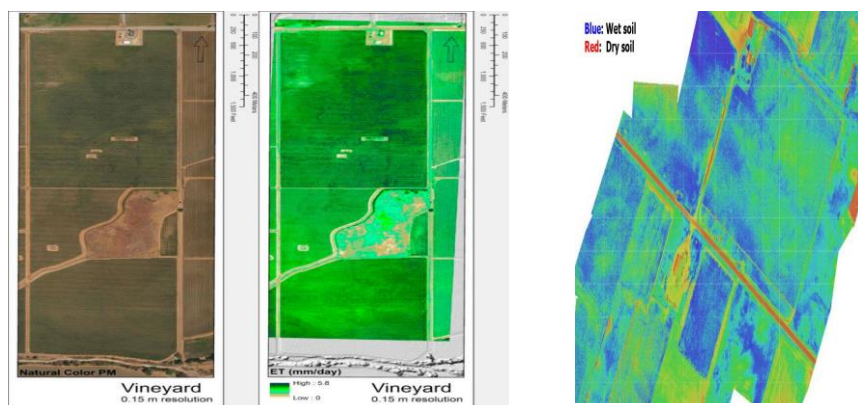 Natural Color PM
Vineyard
0.15 m resolution
ET (mm/day)
High : 5.8
Low : 0
Vineyard
0.15 m resolution
Blue: Wet soil
Red: Dry soil